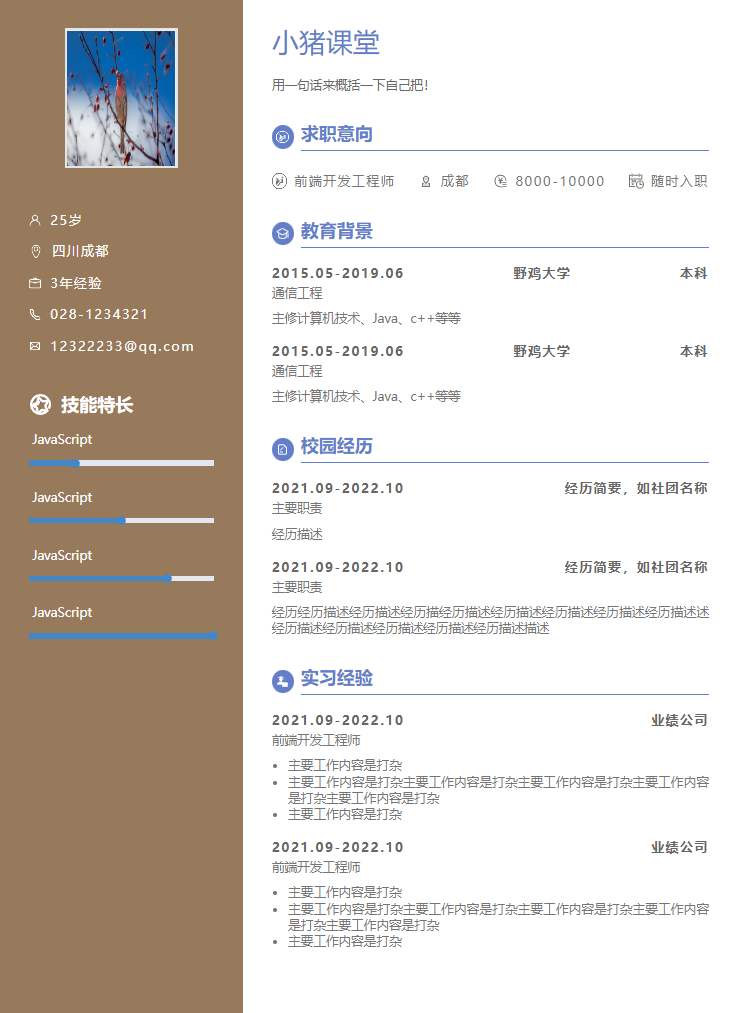 25岁
四川成都
3年经验
028-1234321
12322233@qq.com
技能特长
JavaScript
JavaScript
JavaScript
JavaScript
小猪课堂
用一句话来概括一下自己把！
求职意向
前端开发工程师 成都 8000-10000 随时入职
教育背景
2015.05-2019.06 野鸡大学 本科
通信工程
主修计算机技术、Java、c++等等
2015.05-2019.06 野鸡大学 本科
通信工程
主修计算机技术、Java、c++等等
校园经历
2021.09-2022.10 经历简要，如社团名称
主要职责
经历描述
2021.09-2022.10 经历简要，如社团名称
主要职责
经历经历描述经历描述经历描经历描述经历描述经历描述经历描述经历描述述
经历描述经历描述经历描述经历描述经历描述描述
实习经验
2021.09-2022.10 业绩公司
前端开发工程师
• 主要工作内容是打杂
• 主要工作内容是打杂主要工作内容是打杂主要工作内容是打杂主要工作内容
是打杂主要工作内容是打杂
• 主要工作内容是打杂
2021.09-2022.10 业绩公司
前端开发工程师
• 主要工作内容是打杂
• 主要工作内容是打杂主要工作内容是打杂主要工作内容是打杂主要工作内容
是打杂主要工作内容是打杂
• 主要工作内容是打杂